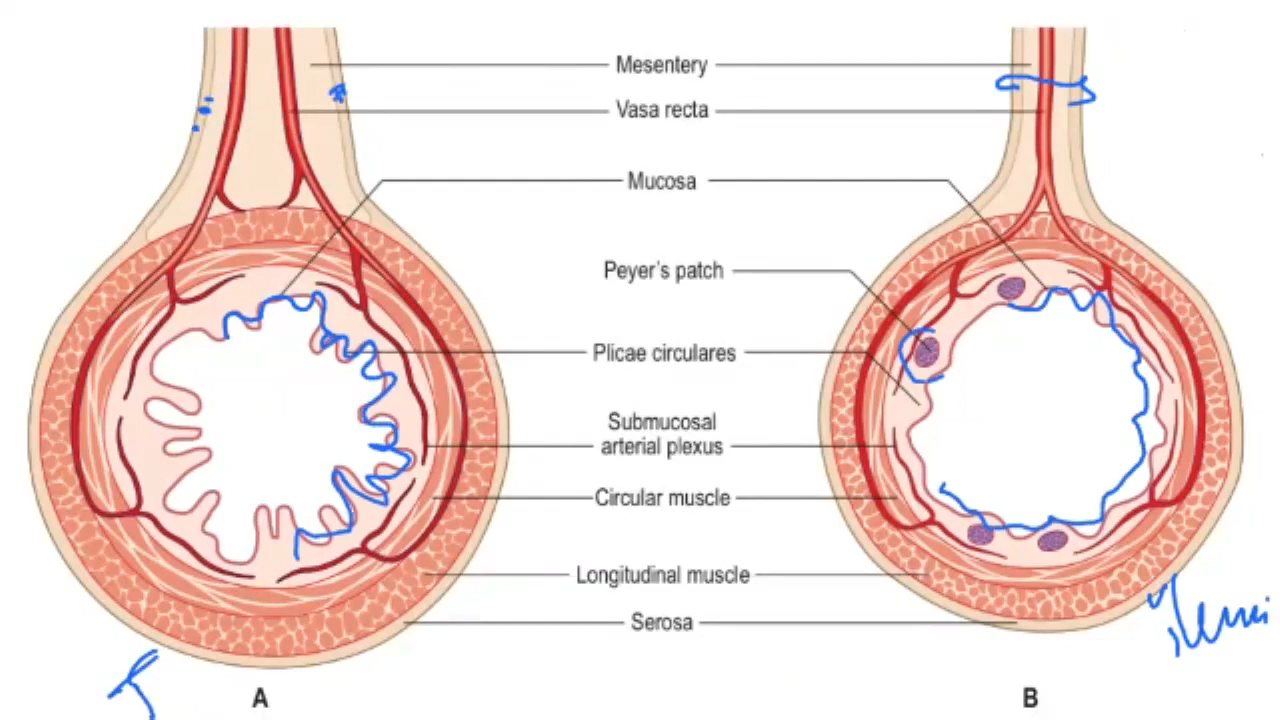 Mesentery
Vasa recta
Mucosa
Peyer's patch
Plicae circulares
Submucosal
arterial plexus
Circular muscle
Longitudinal muscle
Serosa
J
A
B